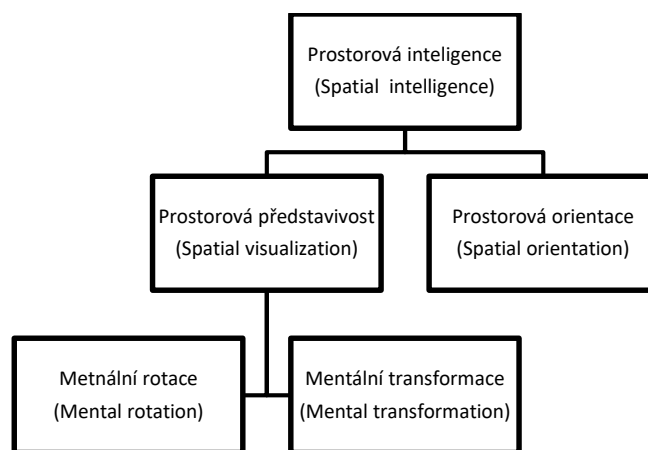 Prostorová inteligence
(Spatial intelligence)
Prostorová představivost
(Spatial visualization)
Prostorová orientace
(Spatial orientation)
Metnální rotace
(Mental rotation)
Mentální transformace
(Mental transformation)